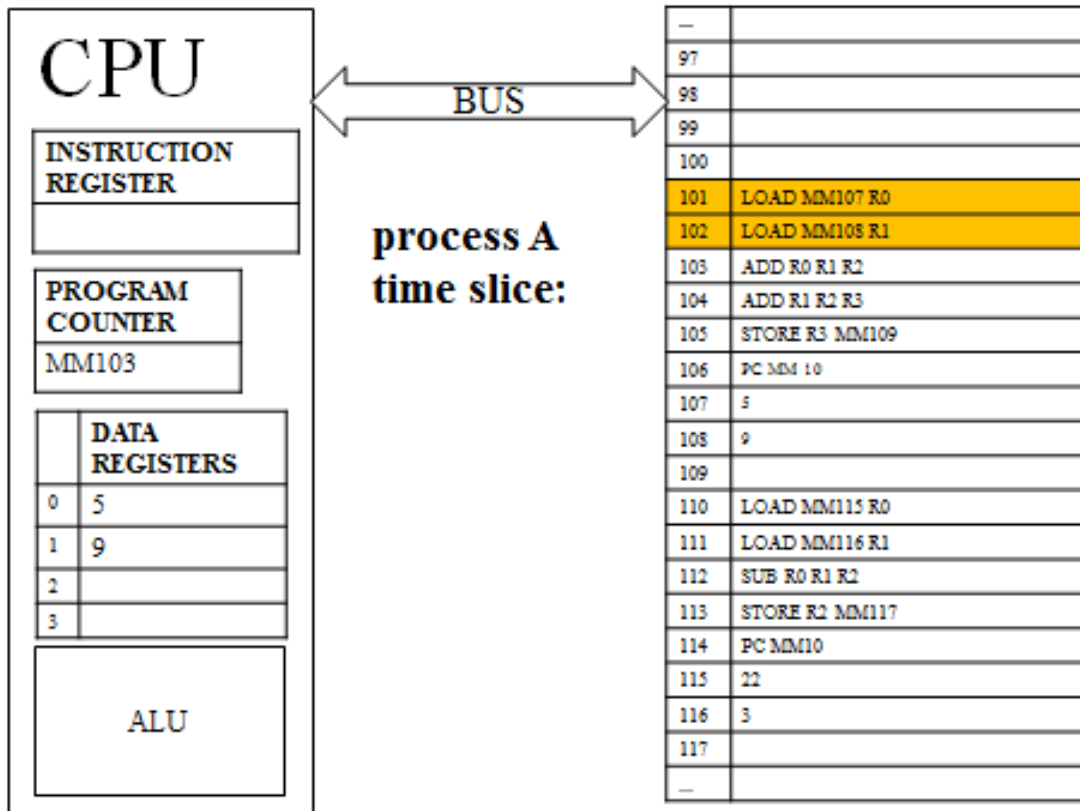 CPU
INSTRUCTION
REGISTER
PROGRAM
COUNTER
MM103
DATA
REGISTERS
0 5
1 9
2
3
ALU
BUS
process A
time slice:
...
97
98
99
100
101 LOAD MM107 R0
102 LOAD MM108 R1
103 ADD R0 R1 R2
104 ADD R1 R2 R3
105 STORE R3 MM109
106 PC MM 10
107 5
108 9
109
110 LOAD MM115 R0
111 LOAD MM116 R1
112 SUB R0 R1 R2
113 STORE R2 MM117
114 PC MM10
115 22
116 3
117
...